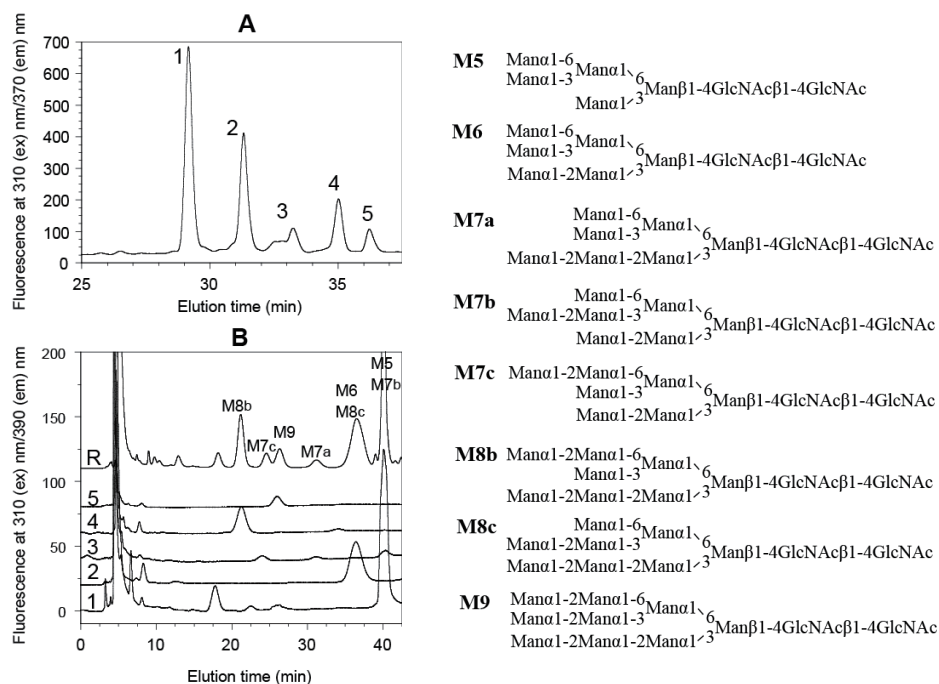 A
Fluorescence at 310 (ex) nm/370 (em) nm
700
600
500
400
300
200
100
0
1
2
3
4
5
25
30
35
Elution time (min)
B
Fluorescence at 310 (ex) nm/390 (em) nm
200
150
100
50
0
M5
M7b
M6
M8c
M8b
M9
M7c
M7a
R
5
4
3
2
1
0
10
20
30
40
Elution time (min)
M5
Manα1-6
Manα1-3
Manα1
6
Manα1
3
Manβ1-4GlcNAcβ1-4GlcNAc
M6
Manα1-6
Manα1-3
Manα1
6
Manα1-2Manα1
3
Manβ1-4GlcNAcβ1-4GlcNAc
M7a
Manα1-6
Manα1-3
Manα1
6
Manα1-2Manα1-2Manα1
3
Manβ1-4GlcNAcβ1-4GlcNAc
M7b
Manα1-6
Manα1-2Manα1-3
Manα1
6
Manα1-2Manα1
3
Manβ1-4GlcNAcβ1-4GlcNAc
M7c
Manα1-2Manα1-6
Manα1-3
Manα1
6
Manα1-2Manα1
3
Manβ1-4GlcNAcβ1-4GlcNAc
M8b
Manα1-2Manα1-6
Manα1-3
Manα1
6
Manα1-2Manα1-2Manα1
3
Manβ1-4GlcNAcβ1-4GlcNAc
M8c
Manα1-6
Manα1-2Manα1-3
Manα1
6
Manα1-2Manα1-2Manα1
3
Manβ1-4GlcNAcβ1-4GlcNAc
M9
Manα1-2Manα1-6
Manα1-2Manα1-3
Manα1
6
Manα1-2Manα1-2Manα1
3
Manβ1-4GlcNAcβ1-4GlcNAc